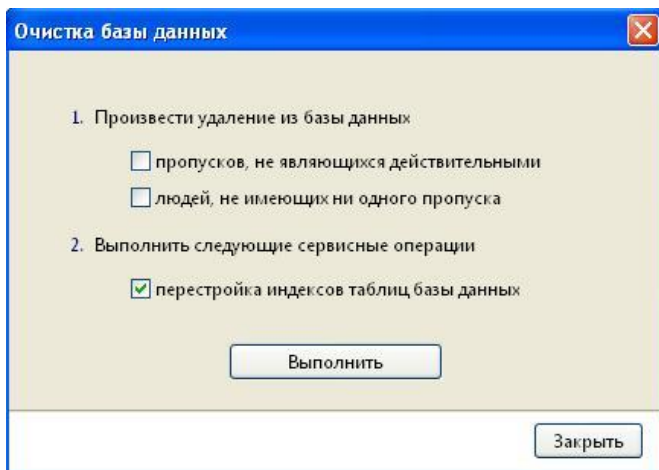 Очистка базы данных
1. Произвести удаление из базы данных
пропусков, не являющихся действительными
людей, не имеющих ни одного пропуска
2. Выполнить следующие сервисные операции
перестройка индексов таблиц базы данных
Выполнить
Закрыть